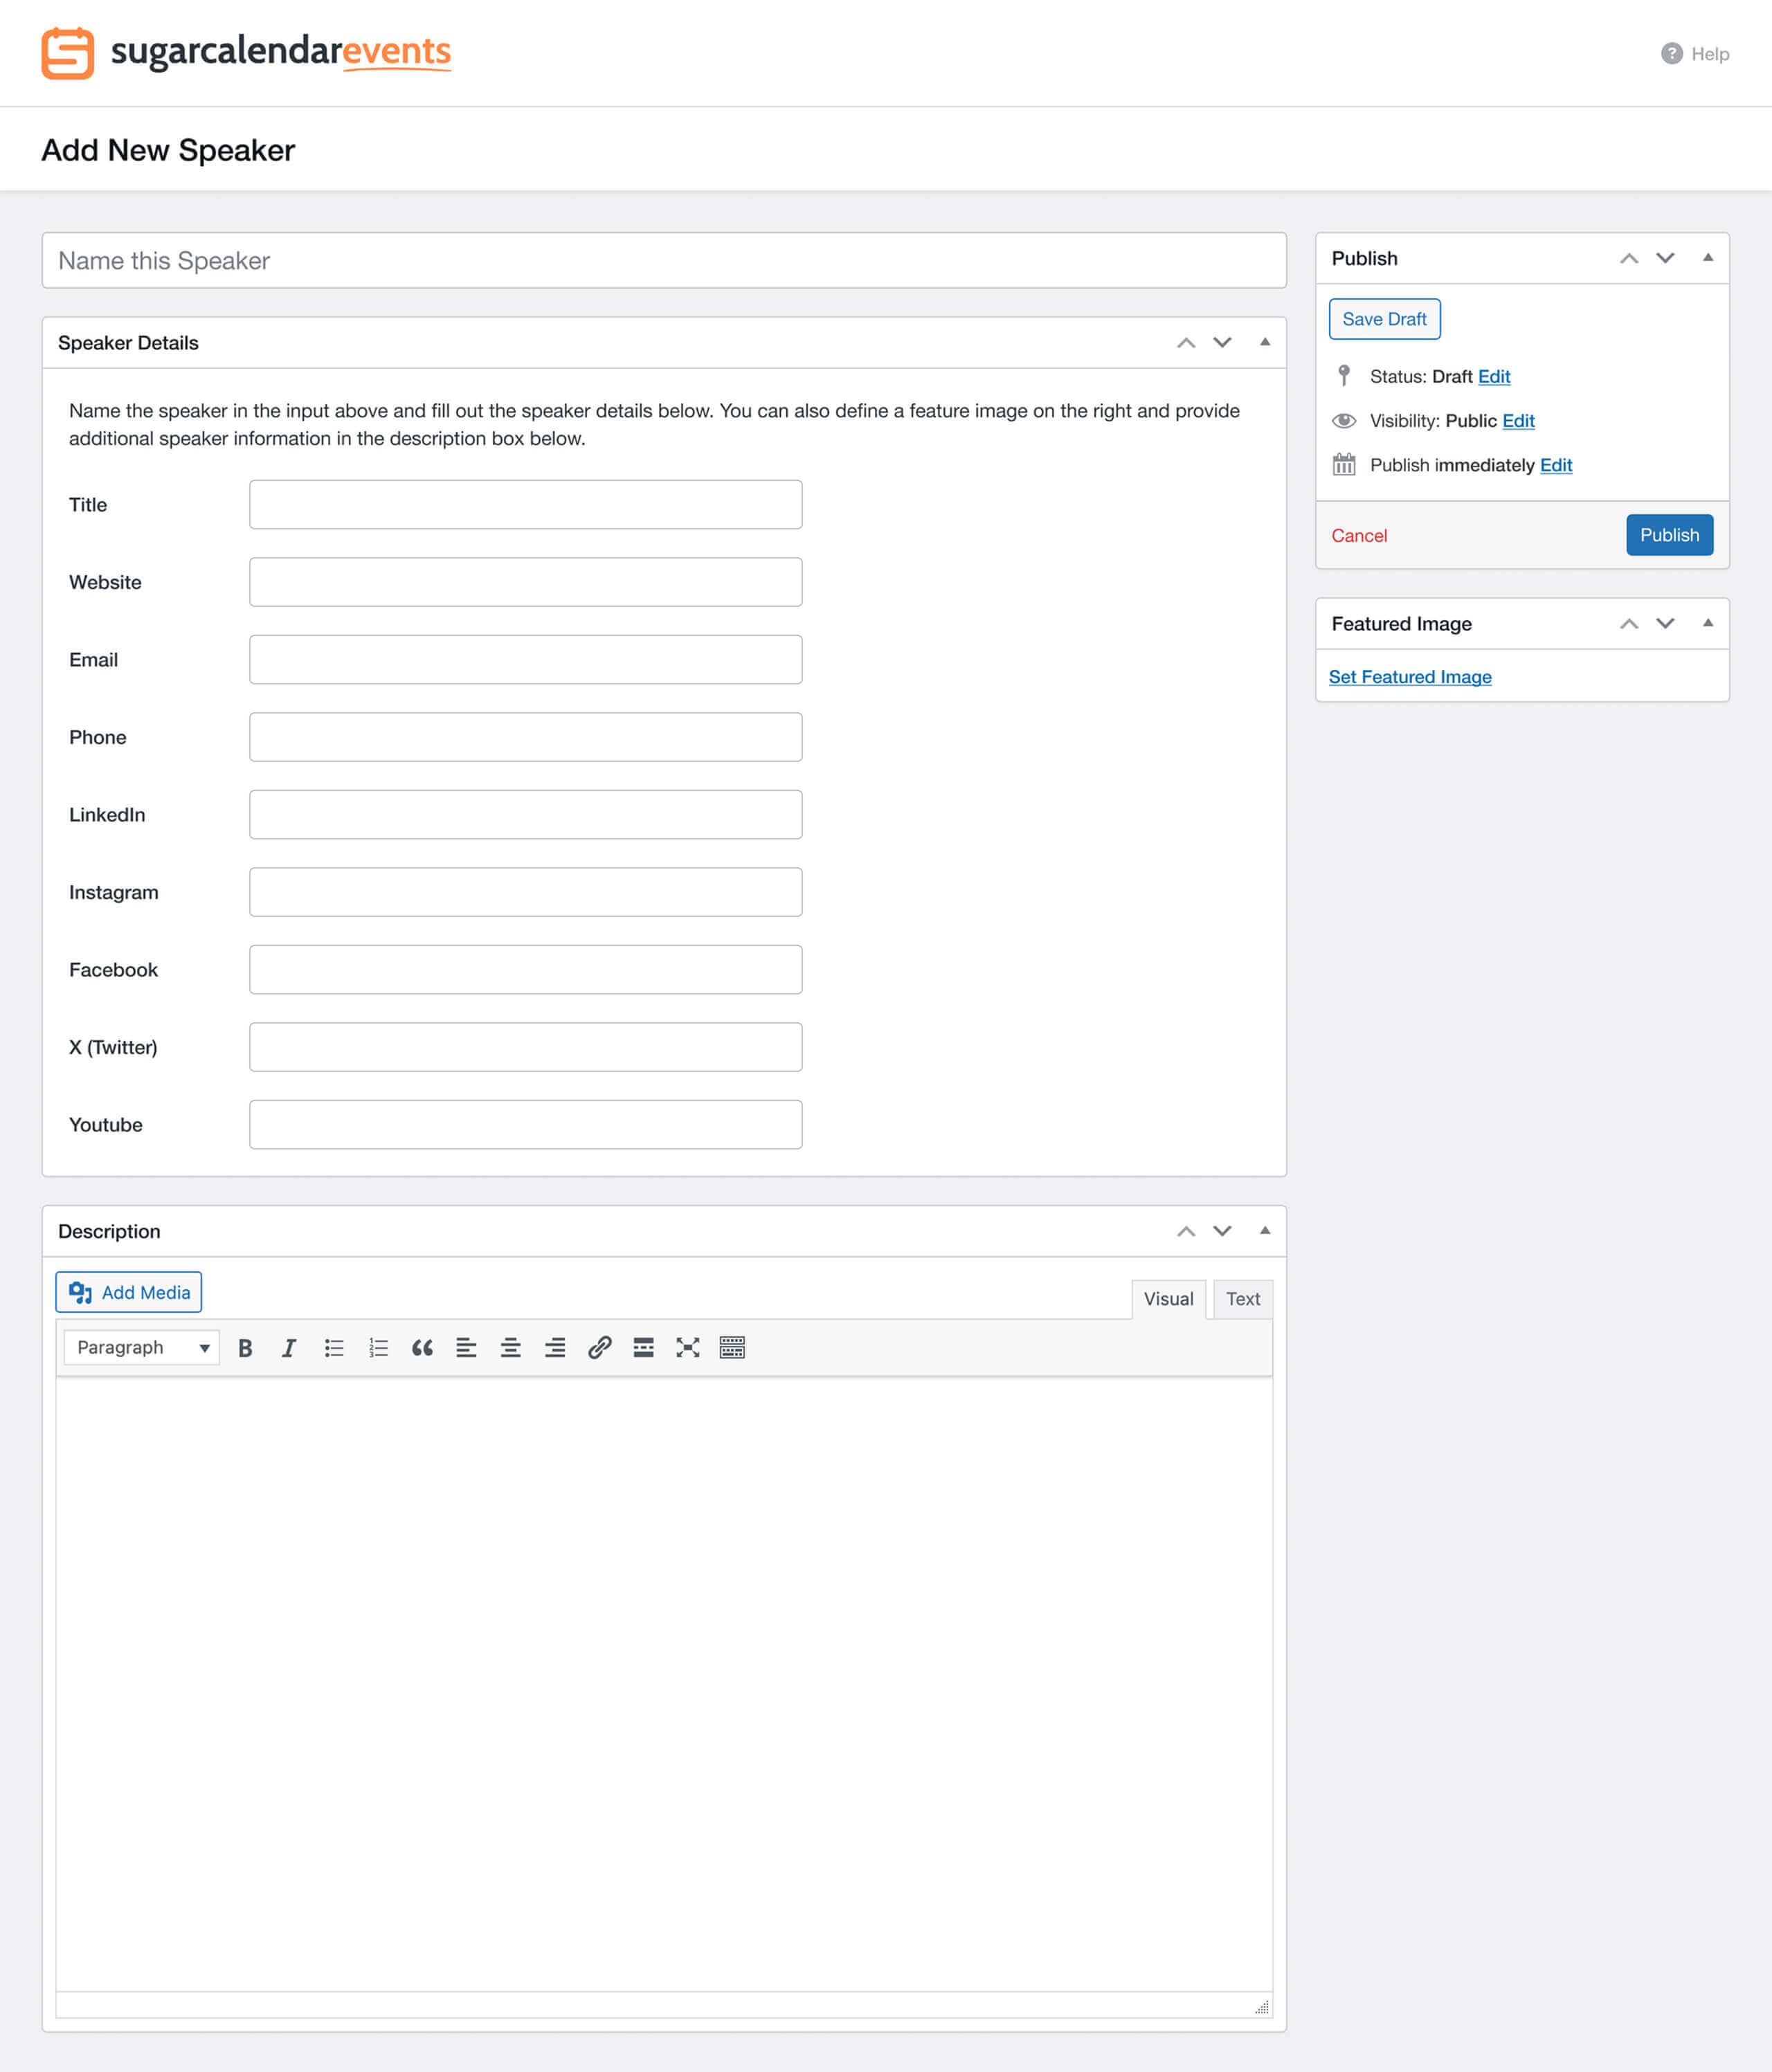 sugarcalendarevents
Help
Add New Speaker
Name this Speaker
Speaker Details
Name the speaker in the input above and fill out the speaker details below. You can also define a feature image on the right and provide
additional speaker information in the description box below.
Title
Website
Email
Phone
LinkedIn
Instagram
Facebook
X (Twitter)
Youtube
Description
Add Media
Visual
Text
Paragraph
Publish
Save Draft
Status: Draft Edit
Visibility: Public Edit
Publish immediately Edit
Cancel
Publish
Featured Image
Set Featured Image